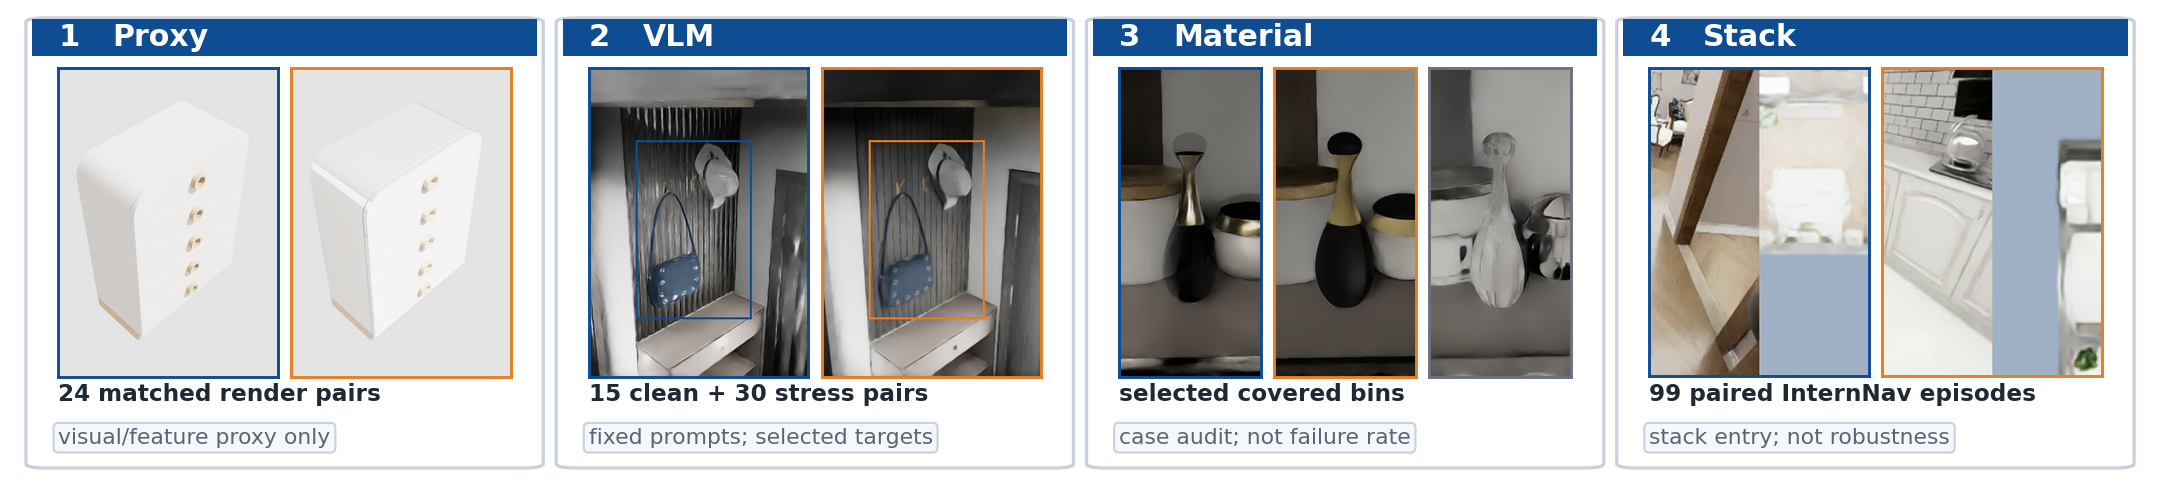 1 Proxy
24 matched render pairs
visual/feature proxy only
2 VLM
15 clean + 30 stress pairs
fixed prompts; selected targets
3 Material
selected covered bins
case audit; not failure rate
4 Stack
99 paired InternNav episodes
stack entry; not robustness